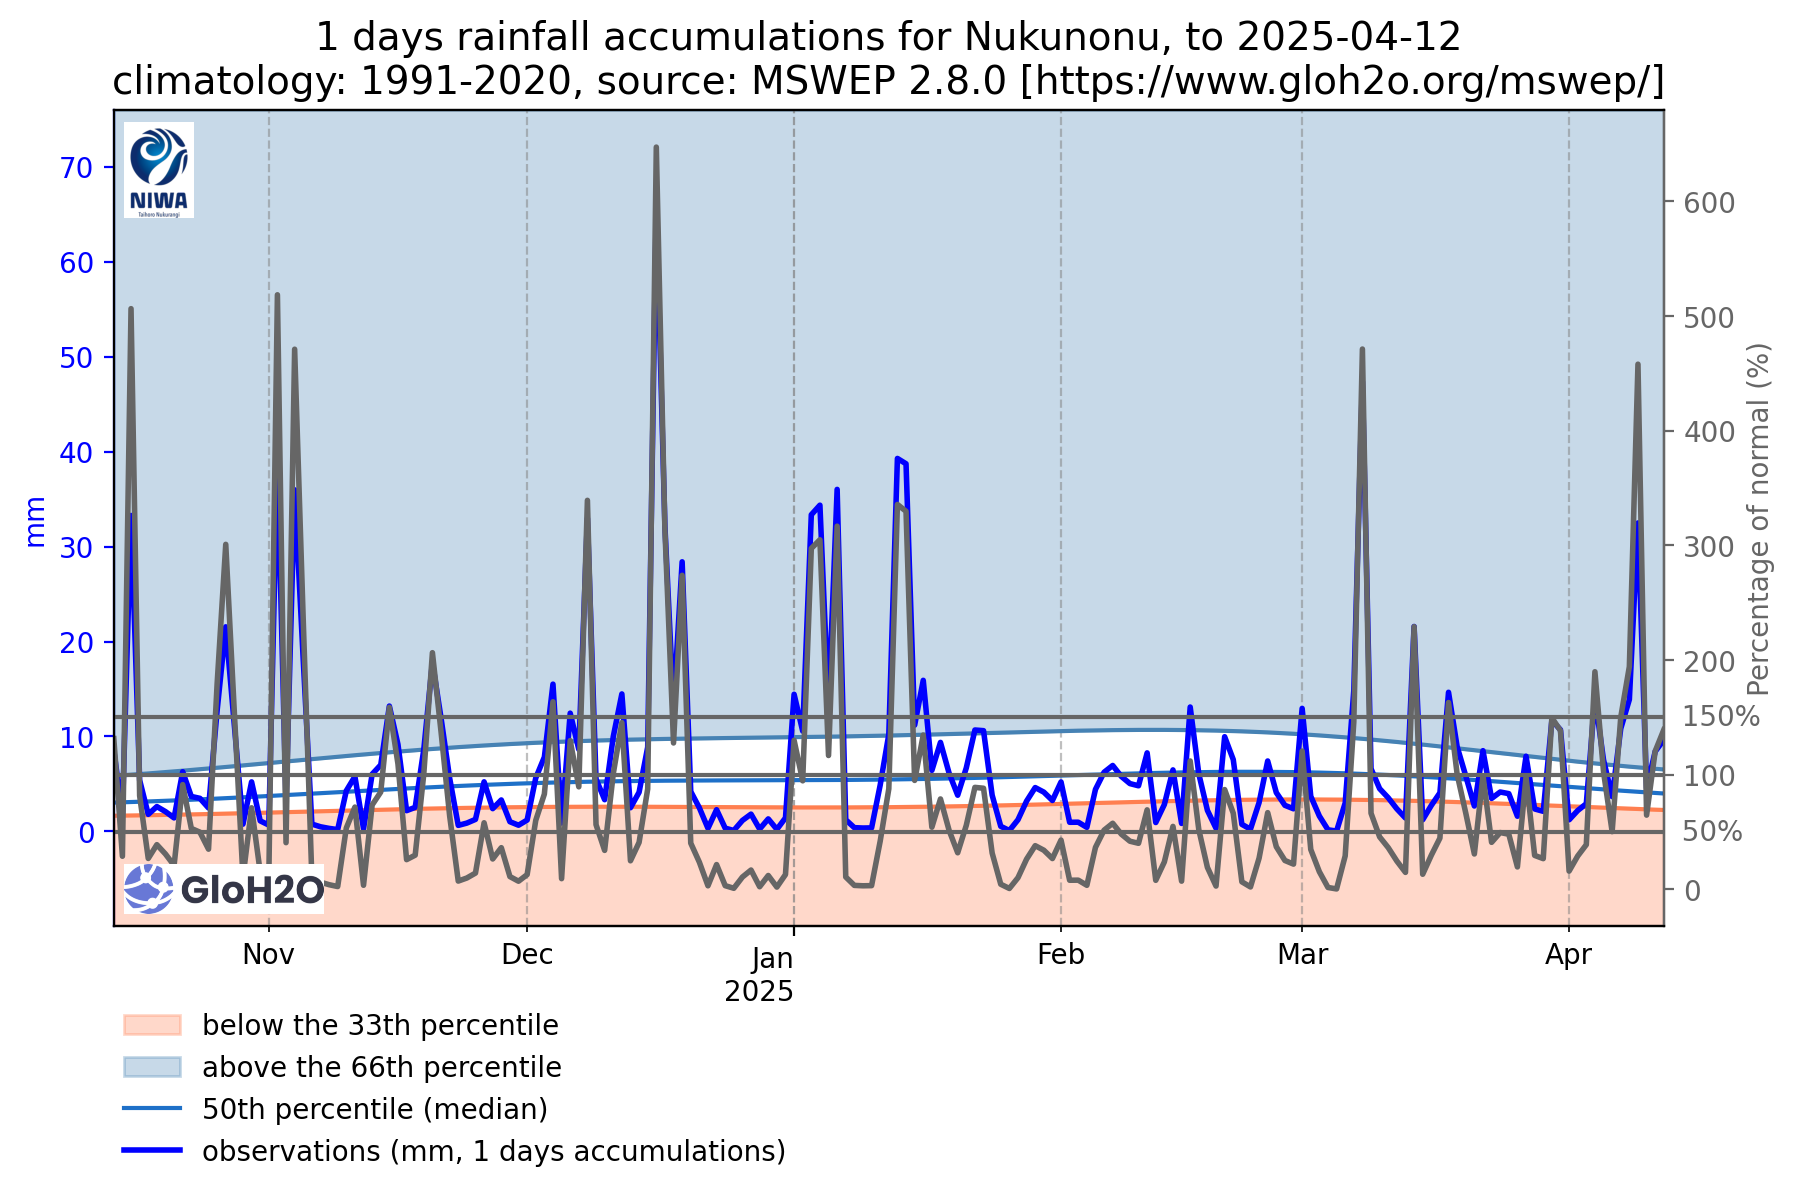 1 days rainfall accumulations for Nukunonu, to 2025-04-12
climatology: 1991-2020, source: MSWEP 2.8.0 [https://www.gloh2o.org/mswep/]
NIWA
Taihoro Nukurangi
70
60
50
40
30
20
10
0
mm
600
500
400
300
200
150%
100
50%
0
Percentage of normal (%)
GloH2O
Nov
Dec
Jan
2025
Feb
Mar
Apr
below the 33th percentile
above the 66th percentile
50th percentile (median)
observations (mm, 1 days accumulations)